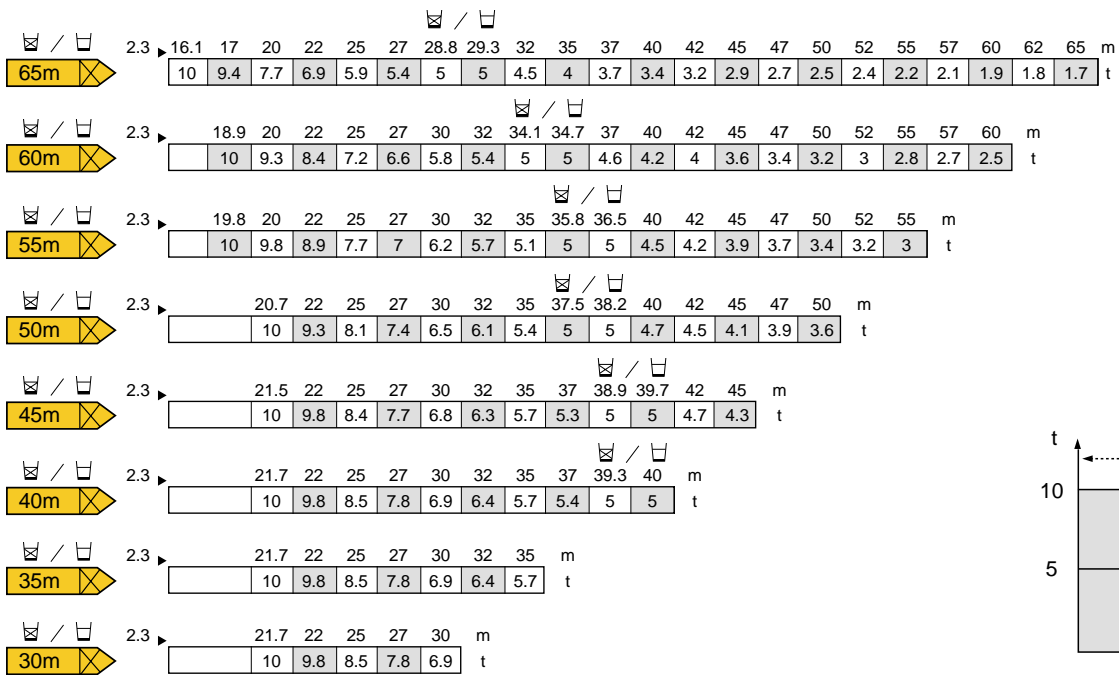 2.3 16.1 17 20 22 25 27 28.8 29.3 32 35 37 40 42 45 47 50 52 55 57 60 62 65 m
65m 10 9.4 7.7 6.9 5.9 5.4 5 5 4.5 4 3.7 3.4 3.2 2.9 2.7 2.5 2.4 2.2 2.1 1.9 1.8 1.7 t
2.3 18.9 20 22 25 27 30 32 34.1 34.7 37 40 42 45 47 50 52 55 57 60 m
60m 10 9.3 8.4 7.2 6.6 5.8 5.4 5 5 4.6 4.2 4 3.6 3.4 3.2 3 2.8 2.7 2.5 t
2.3 19.8 20 22 25 27 30 32 35 35.8 36.5 40 42 45 47 50 52 55 m
55m 10 9.8 8.9 7.7 7 6.2 5.7 5.1 5 5 4.5 4.2 3.9 3.7 3.4 3.2 3 t
2.3 20.7 22 25 27 30 32 35 37.5 38.2 40 42 45 47 50 m
50m 10 9.3 8.1 7.4 6.5 6.1 5.4 5 5 4.7 4.5 4.1 3.9 3.6 t
2.3 21.5 22 25 27 30 32 35 37 38.9 39.7 42 45 m
45m 10 9.8 8.4 7.7 6.8 6.3 5.7 5.3 5 5 4.7 4.3 t
2.3 21.7 22 25 27 30 32 35 37 39.3 40 m
40m 10 9.8 8.5 7.8 6.9 6.4 5.7 5.4 5 5 t
2.3 21.7 22 25 27 30 32 35 m
35m 10 9.8 8.5 7.8 6.9 6.4 5.7 t
2.3 21.7 22 25 27 30 m
30m 10 9.8 8.5 7.8 6.9 t
t
10
5